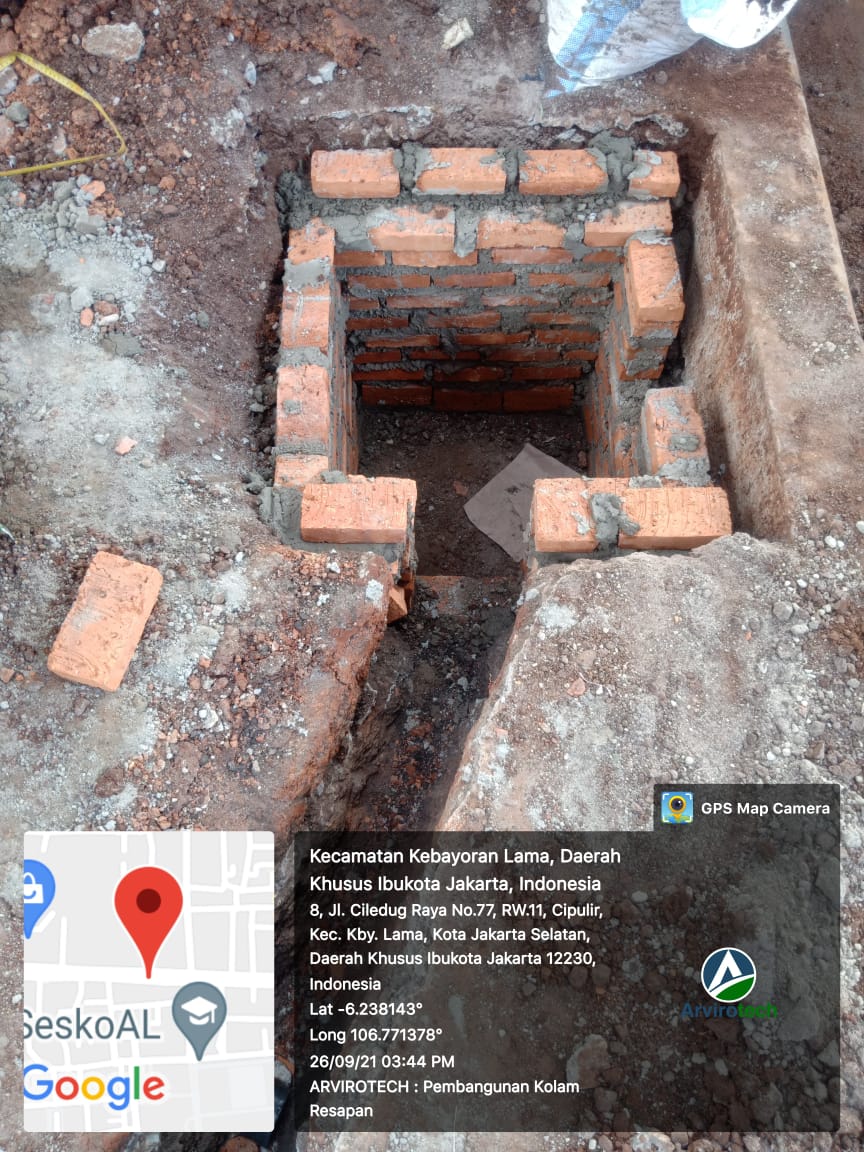 GPS Map Camera
Kecamatan Kebayoran Lama, Daerah
Khusus Ibukota Jakarta, Indonesia
8, Jl. Ciledug Raya No.77, RW.11, Cipulir,
Kec. Kby. Lama, Kota Jakarta Selatan,
Daerah Khusus Ibukota Jakarta 12230,
Indonesia
Lat -6.238143°
Long 106.771378°
26/09/21 03:44 PM
ARVIROTECH : Pembangunan Kolam
Resapan
Arvirotech
SeskoAL
Google